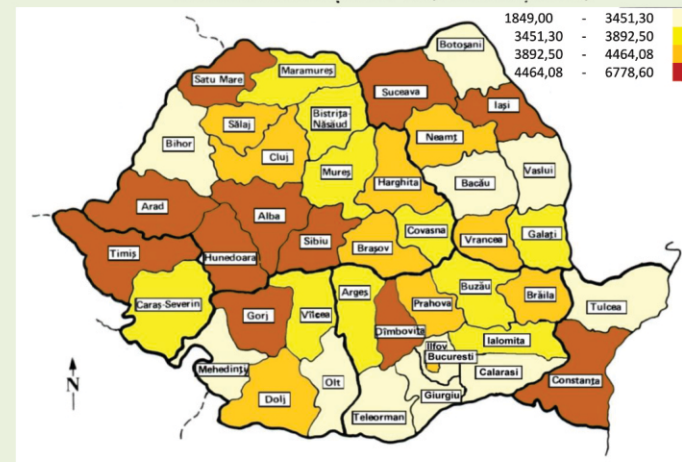 1849,00 - 3451,30
3451,30 - 3892,50
3892,50 - 4464,08
4464,08 - 6778,60
Botoșani
Satu Mare
Maramureș
Suceava
Iași
Sălaj
Bistrița-
Năsăud
Neamț
Bihor
Cluj
Mureș
Harghita
Bacău
Vaslui
Arad
Alba
Sibiu
Brașov
Covasna
Vrancea
Galați
Timiș
Hunedoara
Caraș-Severin
Gorj
Vîlcea
Argeș
Dîmbovița
Prahova
Buzău
Brăila
Tulcea
Ilfov
București
Ialomita
Calarasi
Constanța
Mehedinți
Dolj
Olt
Teleorman
Giurgiu
N